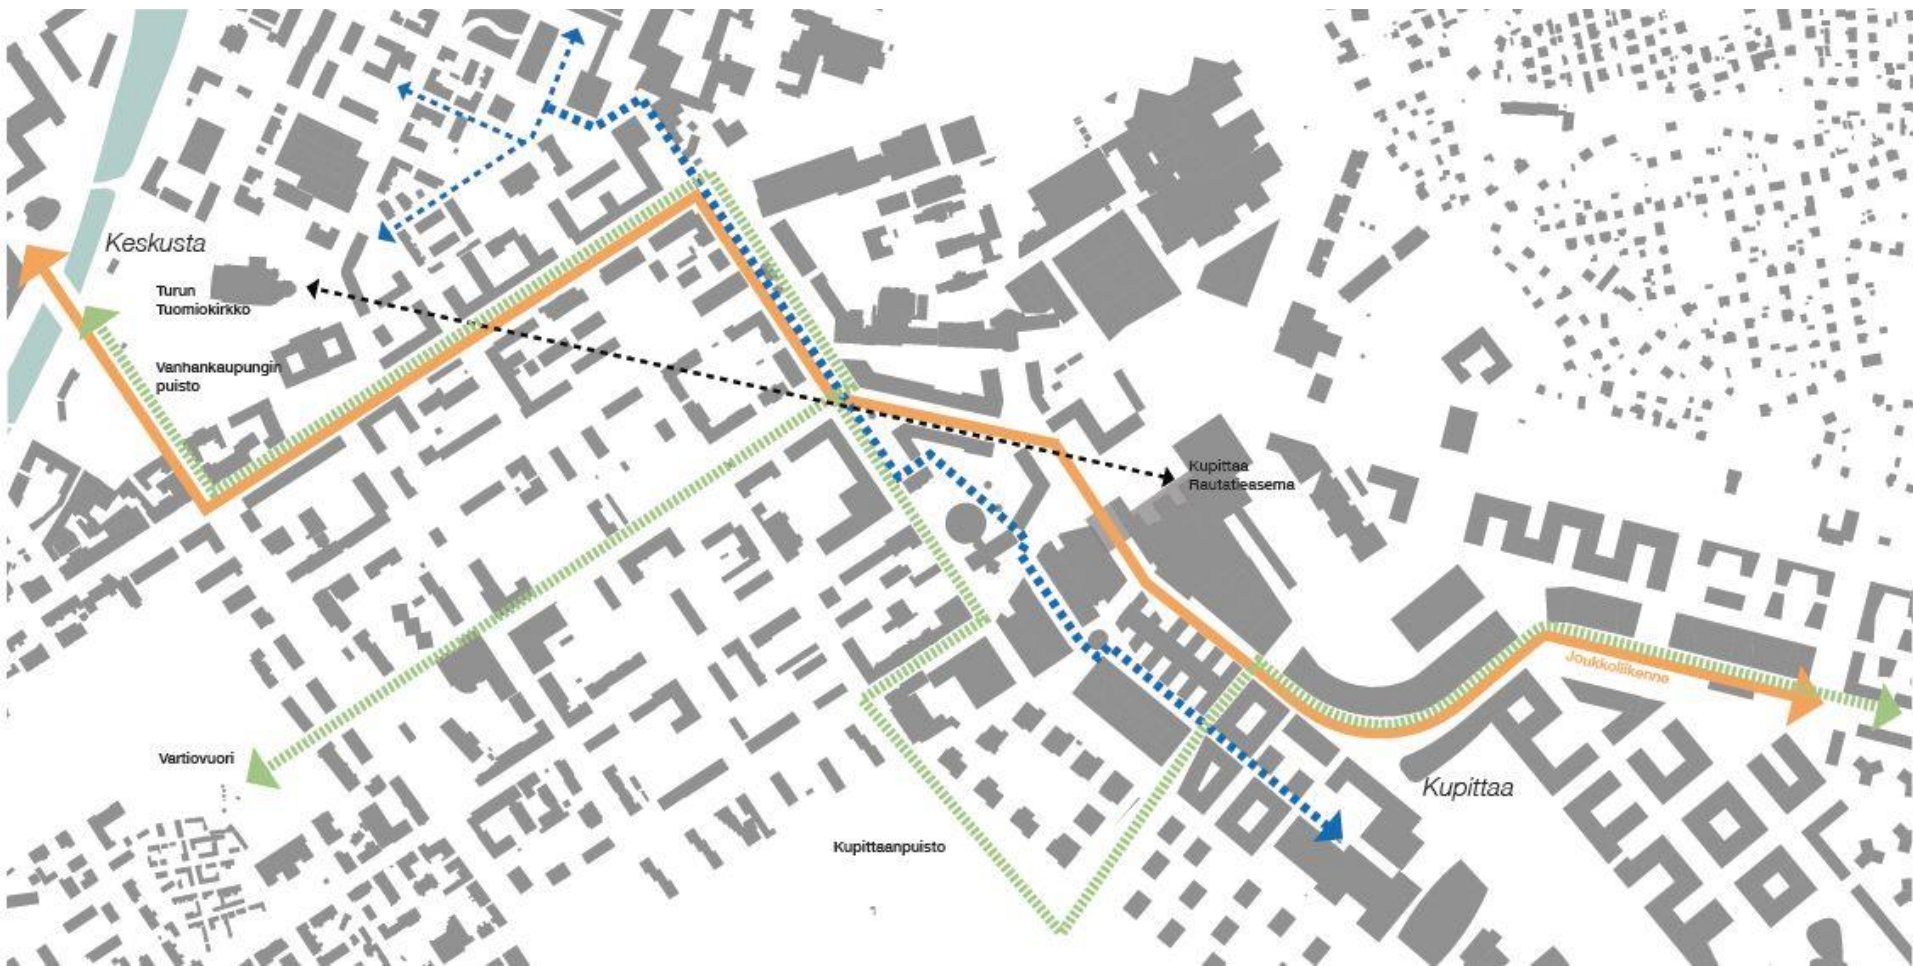 Keskusta
Turun
Tuomiokirkko
Vanhankaupungin
puisto
Kupittaa
Rautatieasema
Joukkoliikenne
Vartiovuori
Kupittaa
Kupittaanpuisto